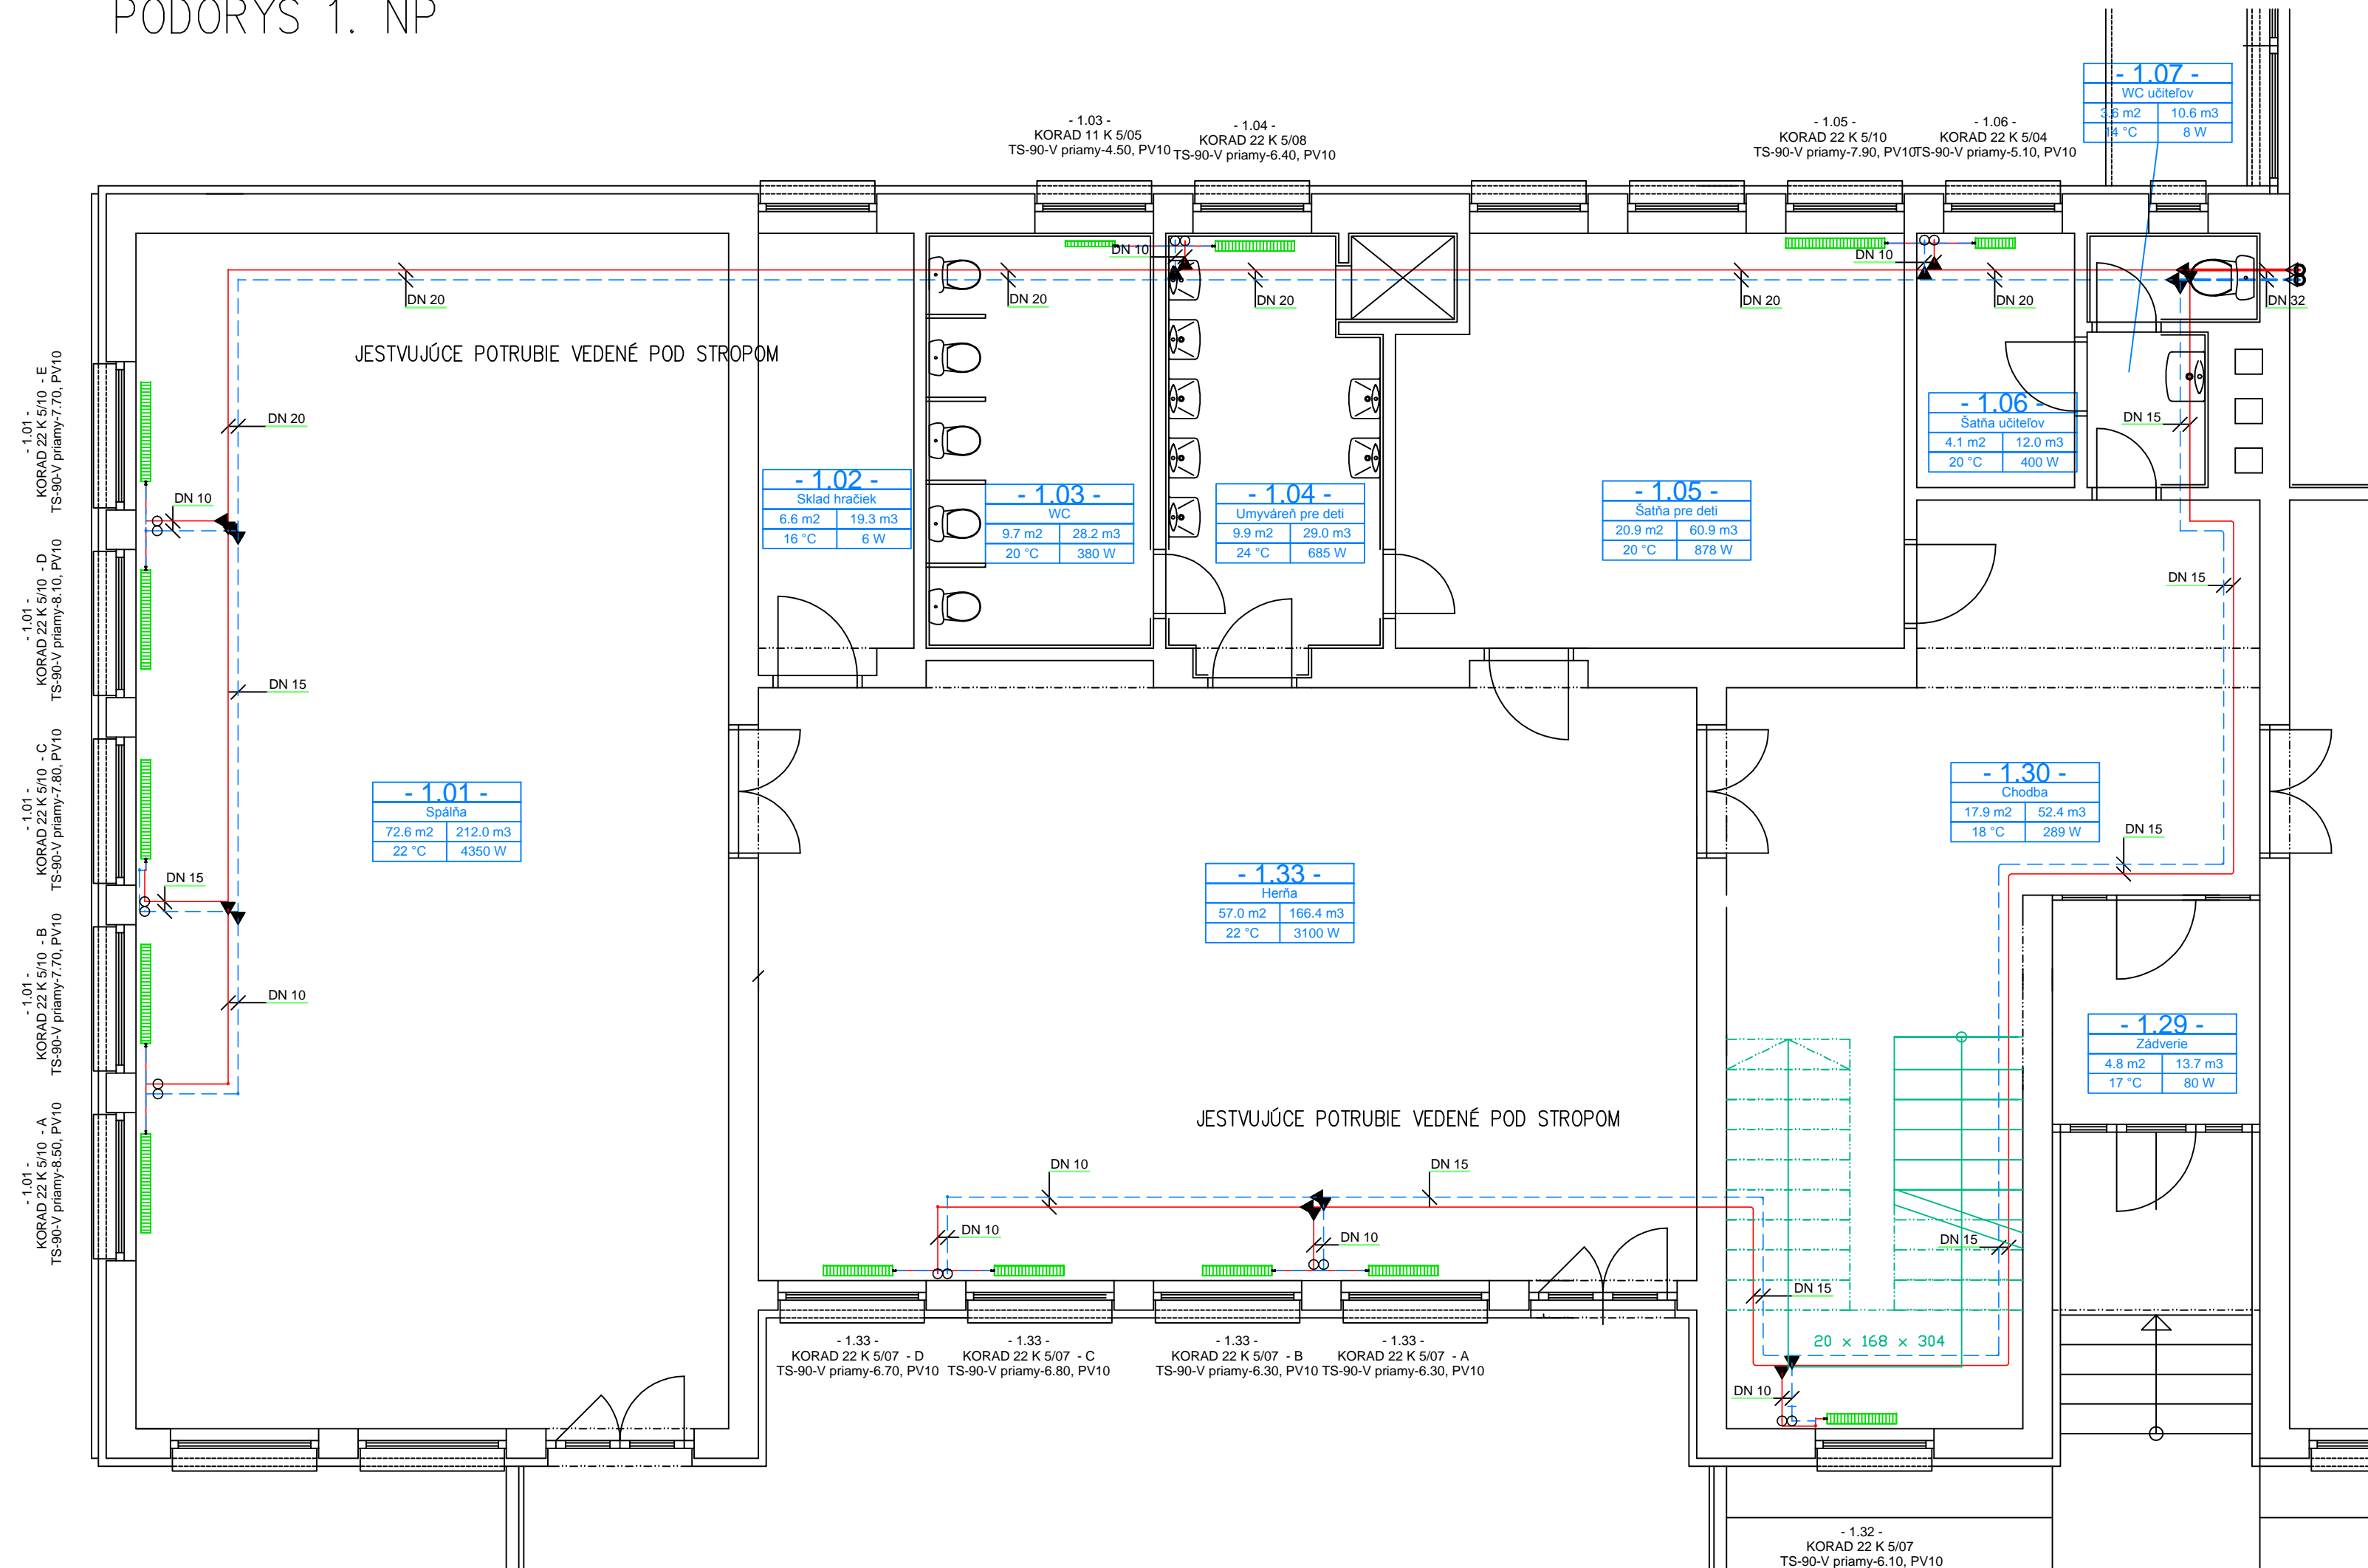 PÔDORYS 1. NP
- 1.07 -
WC učiteľov
3.6 m2 10.6 m3
14 °C 8 W
- 1.03 -
KORAD 11 K 5/05
TS-90-V priamy-4.50, PV10
- 1.04 -
KORAD 22 K 5/08
TS-90-V priamy-6.40, PV10
- 1.05 -
KORAD 22 K 5/10
TS-90-V priamy-7.90, PV10
- 1.06 -
KORAD 22 K 5/04
TS-90-V priamy-5.10, PV10
DN 10
DN 10
DN 20
DN 20
DN 20
DN 20
DN 20
DN 32
JESTVUJÚCE POTRUBIE VEDENÉ POD STROPOM
- 1.01 -
KORAD 22 K 5/10 - E
TS-90-V priamy-7.70, PV10
DN 20
DN 15
- 1.06 -
Šatňa učiteľov
4.1 m2 12.0 m3
20 °C 400 W
- 1.02 -
Sklad hračiek
6.6 m2 19.3 m3
16 °C 6 W
- 1.03 -
WC
9.7 m2 28.2 m3
20 °C 380 W
- 1.04 -
Umyváreň pre deti
9.9 m2 29.0 m3
24 °C 685 W
- 1.05 -
Šatňa pre deti
20.9 m2 60.9 m3
20 °C 878 W
DN 10
DN 15
- 1.01 -
KORAD 22 K 5/10 - D
TS-90-V priamy-8.10, PV10
DN 15
- 1.01 -
KORAD 22 K 5/10 - C
TS-90-V priamy-7.80, PV10
- 1.01 -
Spálňa
72.6 m2 212.0 m3
22 °C 4350 W
- 1.30 -
Chodba
17.9 m2 52.4 m3
18 °C 289 W
DN 15
DN 15
- 1.33 -
Herňa
57.0 m2 166.4 m3
22 °C 3100 W
- 1.01 -
KORAD 22 K 5/10 - B
TS-90-V priamy-7.70, PV10
DN 10
- 1.29 -
Zádverie
4.8 m2 13.7 m3
17 °C 80 W
JESTVUJÚCE POTRUBIE VEDENÉ POD STROPOM
- 1.01 -
KORAD 22 K 5/10 - A
TS-90-V priamy-8.50, PV10
DN 10
DN 15
DN 10
DN 10
DN 15
DN 15
20 x 168 x 304
- 1.33 -
KORAD 22 K 5/07 - D
TS-90-V priamy-6.70, PV10
- 1.33 -
KORAD 22 K 5/07 - C
TS-90-V priamy-6.80, PV10
- 1.33 -
KORAD 22 K 5/07 - B
TS-90-V priamy-6.30, PV10
- 1.33 -
KORAD 22 K 5/07 - A
TS-90-V priamy-6.30, PV10
DN 10
- 1.32 -
KORAD 22 K 5/07
TS-90-V priamy-6.10, PV10